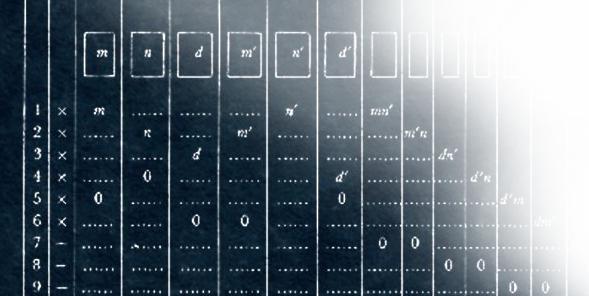 m n d m′ n′ d′
1 × m ...... ...... ...... n′ ...... mn′
2 × ...... n ...... m′ ...... ...... ...... m′n
3 × ...... ...... d ...... ...... ...... ...... ...... dn′
4 × ...... 0 ...... ...... ...... d′ ...... ...... ...... d′n
5 × 0 ...... ...... ...... ...... 0 ...... ...... ...... ...... d′m
6 × ...... ...... 0 0 ...... ...... ...... ...... ...... ...... ...... dm′
7 − ...... ...... ...... ...... ...... ...... 0 0 ...... ...... ...... ......
8 − ...... ...... ...... ...... ...... ...... ...... ...... 0 0 ...... ......
9 − ...... ...... ...... ...... ...... ...... ...... ...... ...... ...... 0 0